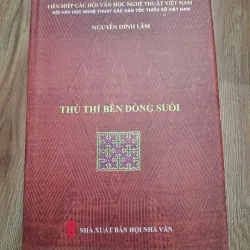 LIÊN HIỆP CÁC HỘI VĂN HỌC NGHỆ THUẬT VIỆT NAM
HỘI VĂN HỌC NGHỆ THUẬT CÁC DÂN TỘC THIỂU SỐ VIỆT NAM
NGUYỄN ĐÌNH LÃM
THỦ THỈ BÊN DÒNG SUỐI
NHÀ XUẤT BẢN HỘI NHÀ VĂN